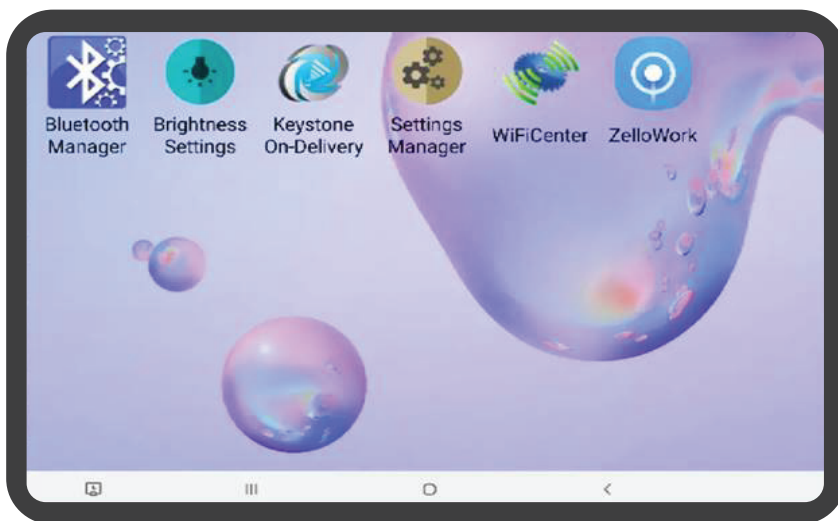 Bluetooth
Manager
Brightness
Settings
Keystone
On-Delivery
Settings
Manager
WiFiCenter
ZelloWork